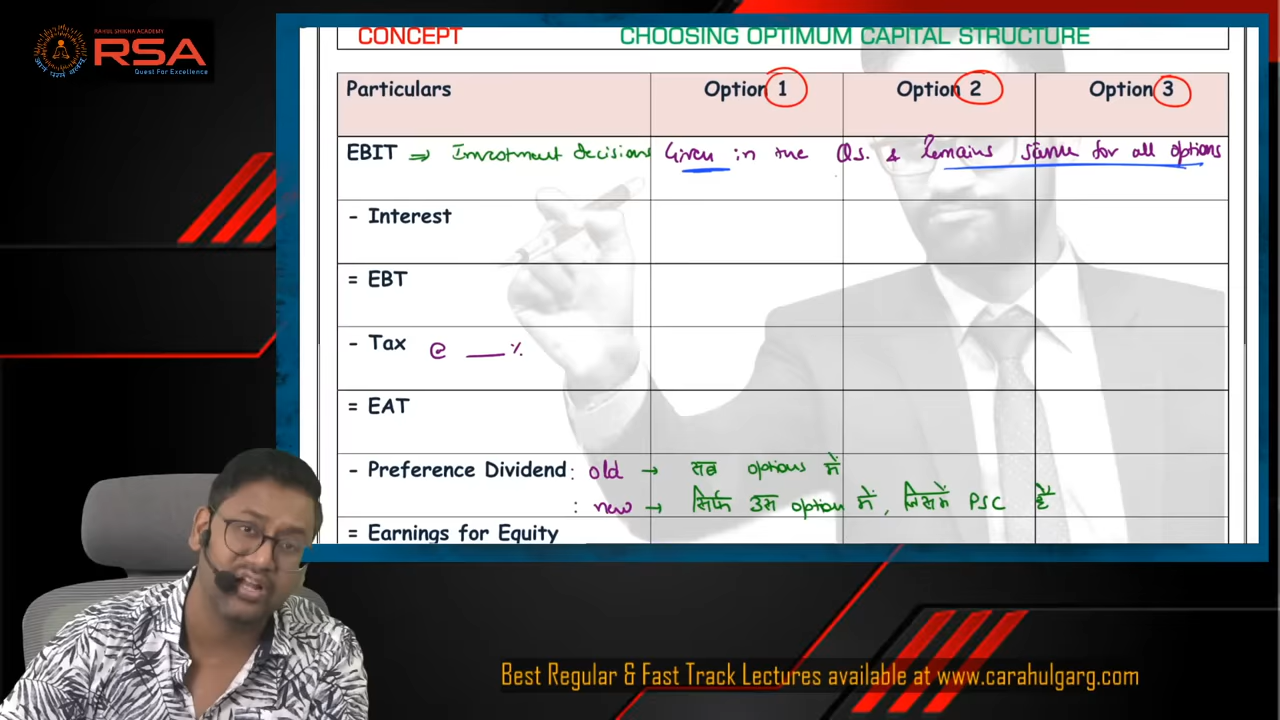 RAHUL SHIKHA ACADEMY
RSA
Quest For Excellence
CONCEPT CHOOSING OPTIMUM CAPITAL STRUCTURE
Particulars Option 1 Option 2 Option 3
EBIT ⇒ Investment decisions Given in the Qs. & Remains same for all options
- Interest
= EBT
- Tax @ ___%
= EAT
- Preference Dividend: old → सब options में
: new → सिर्फ उस option में, जिसमें PSC है
= Earnings for Equity
Best Regular & Fast Track Lectures available at www.carahulgarg.com